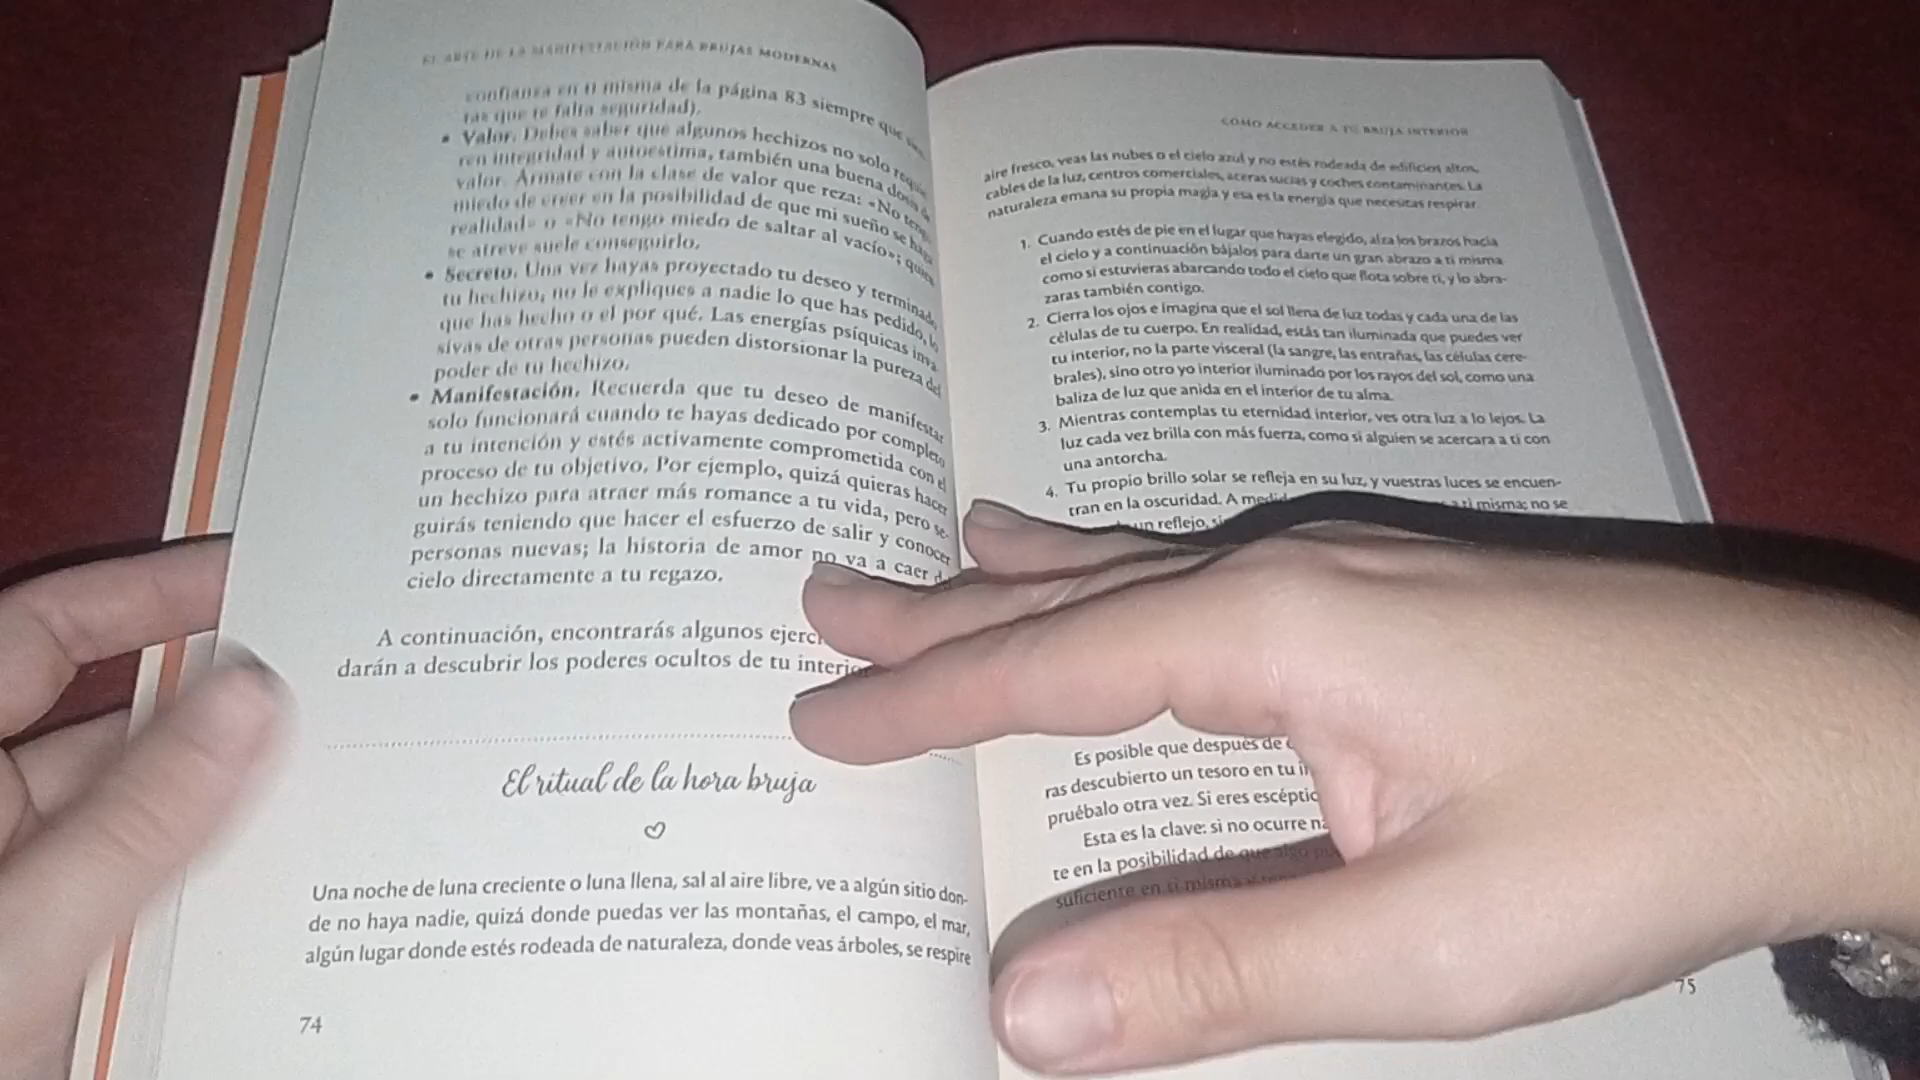 EL ARTE DE LA MANIFESTACIÓN PARA BRUJAS MODERNAS
confianza en ti misma de la página 83 siempre que
tas que te falta seguridad).
• Valor. Debes saber que algunos hechizos no solo requie-
ren integridad y autoestima, también una buena dosis de
valor. Ármate con la clase de valor que reza: «No tengo
miedo de creer en la posibilidad de que mi sueño se haga
realidad» o «No tengo miedo de saltar al vacío»; quien
se atreve suele conseguirlo.
• Secreto. Una vez hayas proyectado tu deseo y terminado
tu hechizo, no le expliques a nadie lo que has pedido, lo
que has hecho o el por qué. Las energías psíquicas inva-
sivas de otras personas pueden distorsionar la pureza del
poder de tu hechizo.
• Manifestación. Recuerda que tu deseo de manifestar
solo funcionará cuando te hayas dedicado por completo
a tu intención y estés activamente comprometida con el
proceso de tu objetivo. Por ejemplo, quizá quieras hacer
un hechizo para atraer más romance a tu vida, pero se-
guirás teniendo que hacer el esfuerzo de salir y conocer
personas nuevas; la historia de amor no va a caer
cielo directamente a tu regazo.
A continuación, encontrarás algunos
darán a descubrir los poderes ocultos de tu interior
El ritual de la hora bruja
Una noche de luna creciente o luna llena, sal al aire libre, ve a algún sitio don-
de no haya nadie, quizá donde puedas ver las montañas, el campo, el mar,
algún lugar donde estés rodeada de naturaleza, donde veas árboles, se respire
74
CÓMO ACCEDER A TU BRUJA INTERIOR
aire fresco, veas las nubes o el cielo azul y no estés rodeada de edificios altos,
cables de la luz, centros comerciales, aceras sucias y coches contaminantes. La
naturaleza emana su propia magia y esa es la energía que necesitas respirar.
1. Cuando estés de pie en el lugar que hayas elegido, alza los brazos hacia
el cielo y a continuación bájalos para darte un gran abrazo a ti misma
como si estuvieras abarcando todo el cielo que flota sobre ti, y lo abra-
zaras también contigo.
2. Cierra los ojos e imagina que el sol llena de luz todas y cada una de las
células de tu cuerpo. En realidad, estás tan iluminada que puedes ver
tu interior, no la parte visceral (la sangre, las entrañas, las células cere-
brales), sino otro yo interior iluminado por los rayos del sol, como una
baliza de luz que anida en el interior de tu alma.
3. Mientras contemplas tu eternidad interior, ves otra luz a lo lejos. La
luz cada vez brilla con más fuerza, como si alguien se acercara a ti con
una antorcha.
4. Tu propio brillo solar se refleja en su luz, y vuestras luces se encuen-
tran en la oscuridad. A a ti misma; no se
un reflejo,
Es posible que después de
ras descubierto un tesoro en tu
pruébalo otra vez. Si eres
Esta es la clave: si no ocurre
te en la posibilidad de que algo
suficiente en ti misma
75